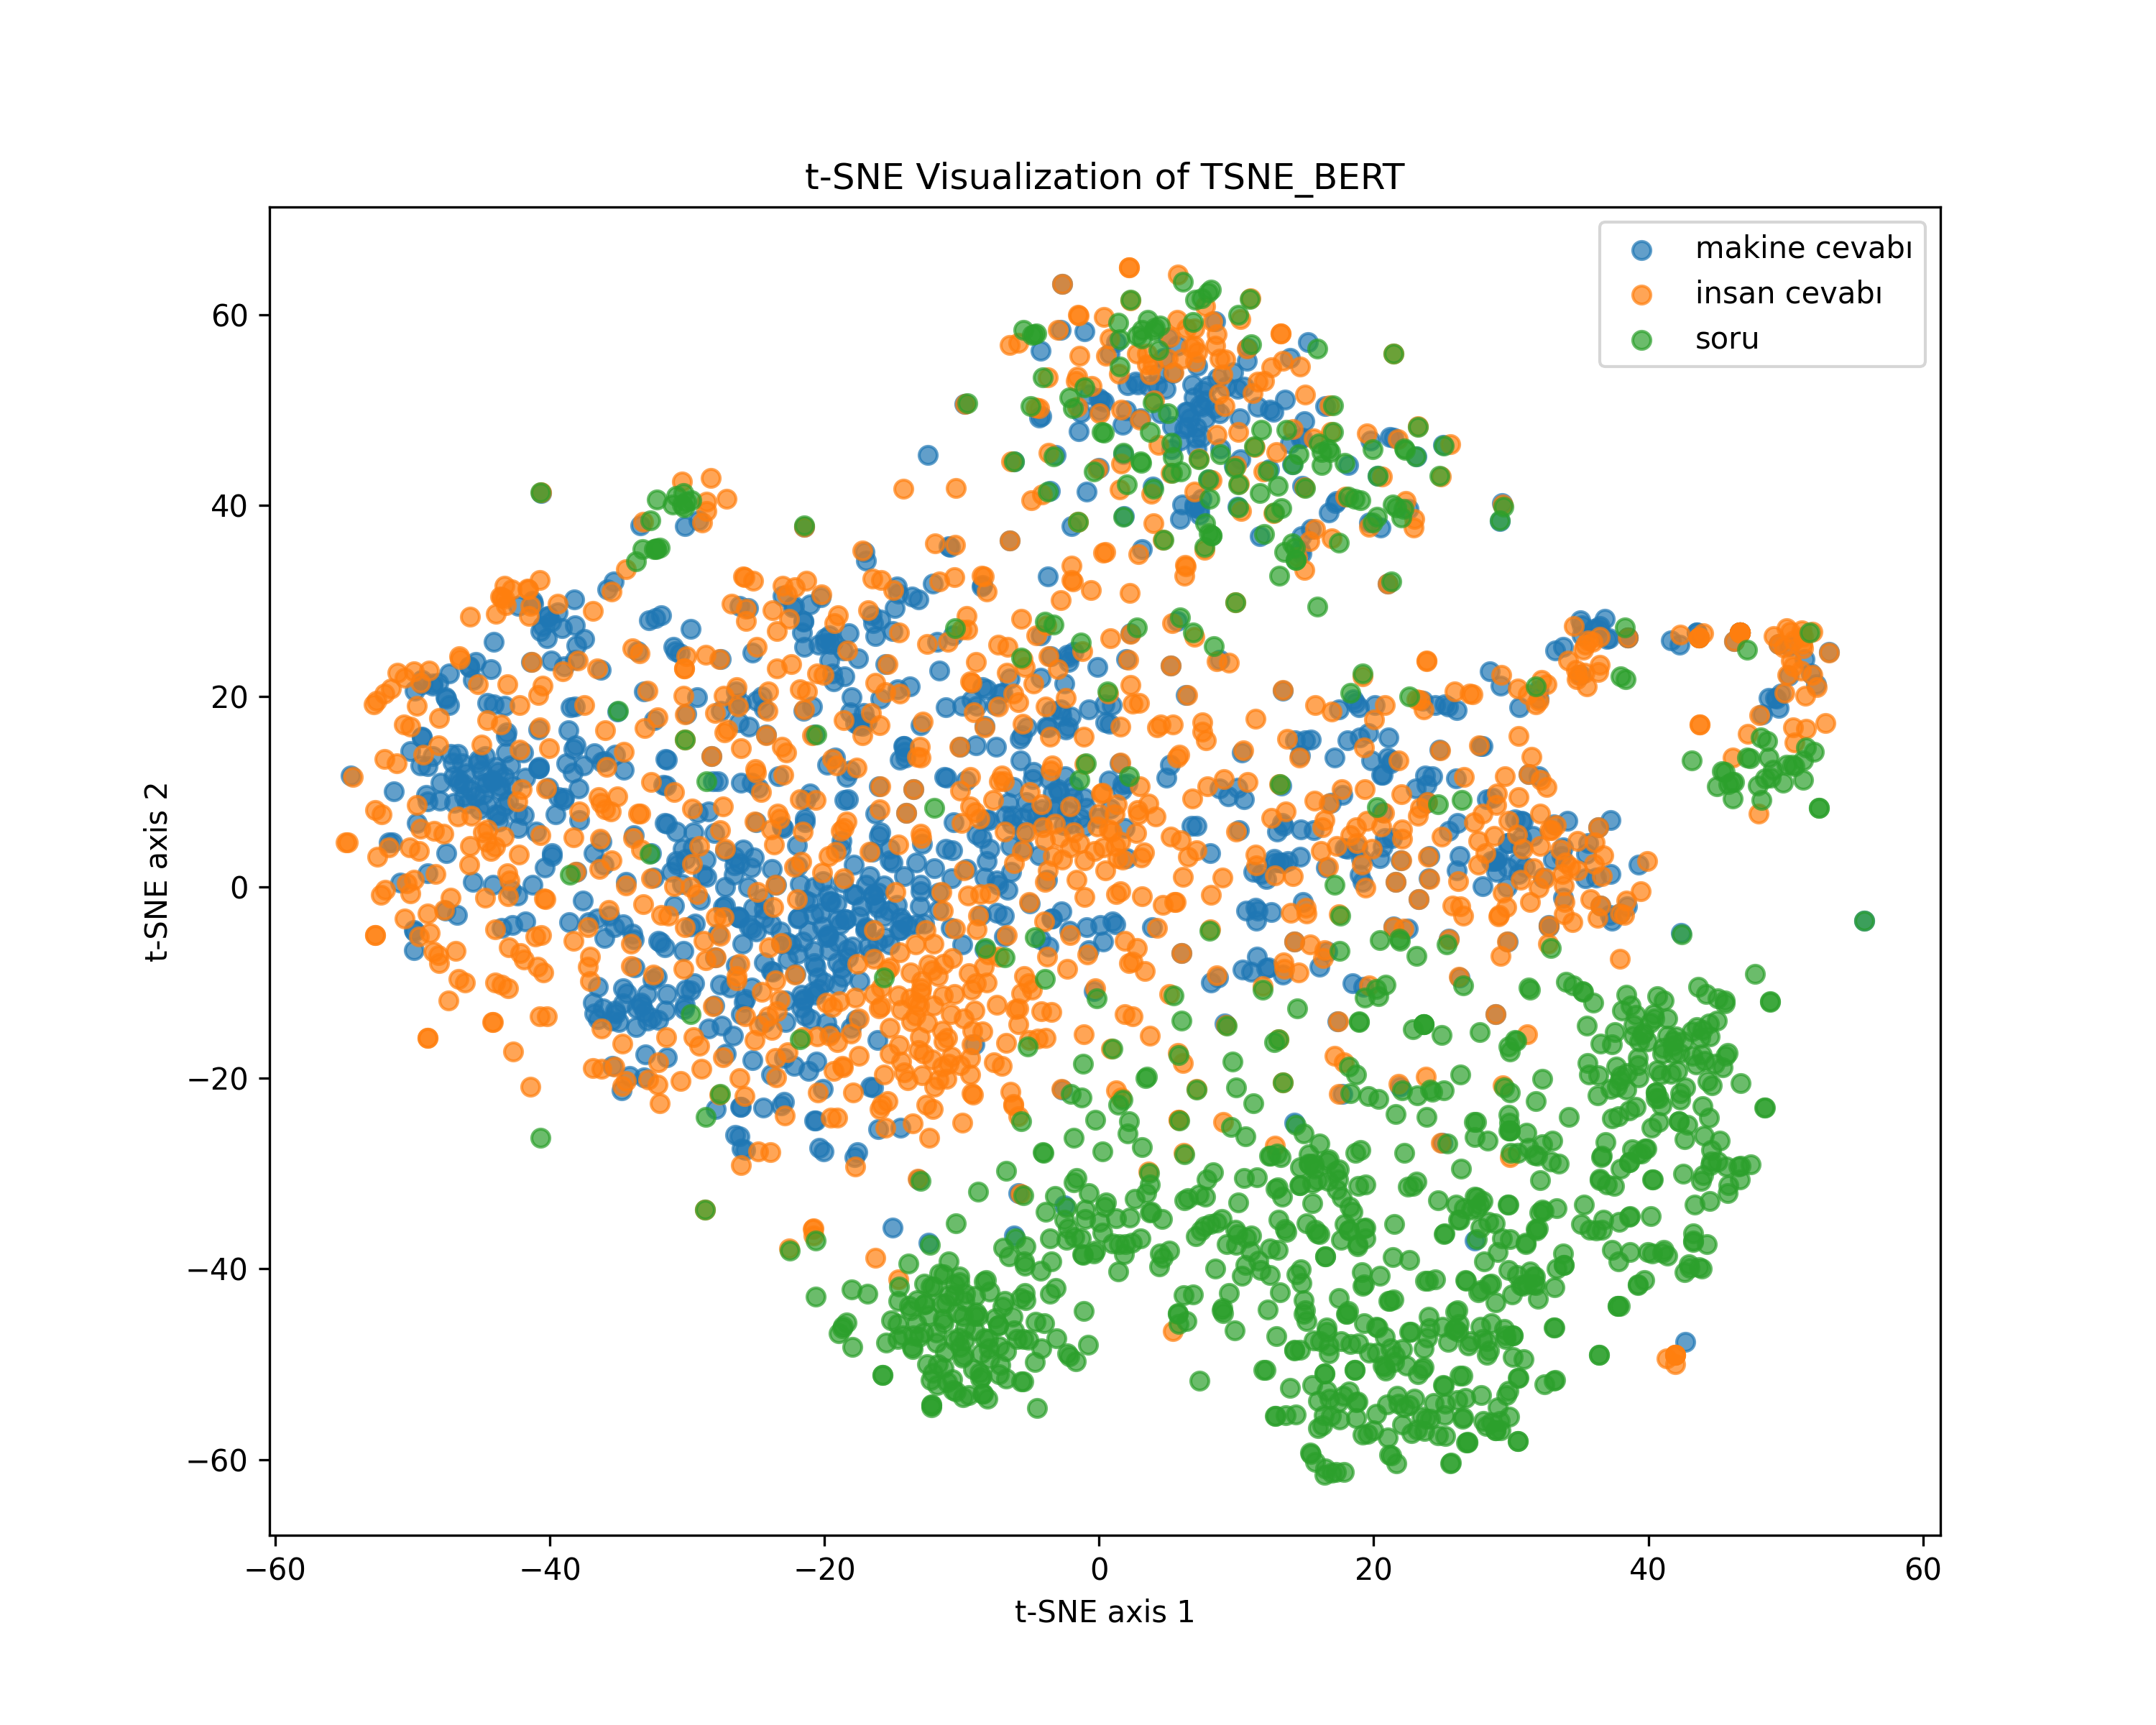 t-SNE Visualization of TSNE_BERT
makine cevabı
insan cevabı
soru
60
40
20
0
−20
−40
−60
t-SNE axis 2
−60
−40
−20
0
20
40
60
t-SNE axis 1